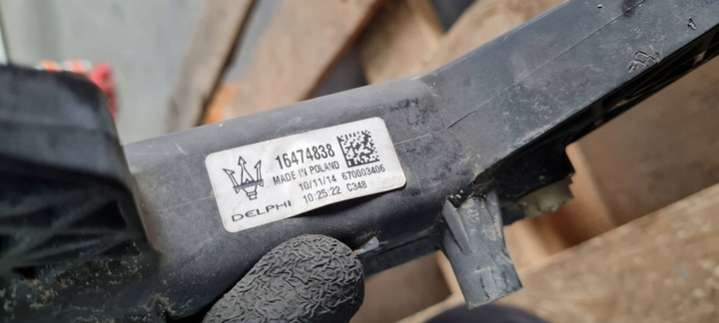 16474838
MADE IN POLAND
10/11/14 670003406
DELPHI 10:25:22 C348